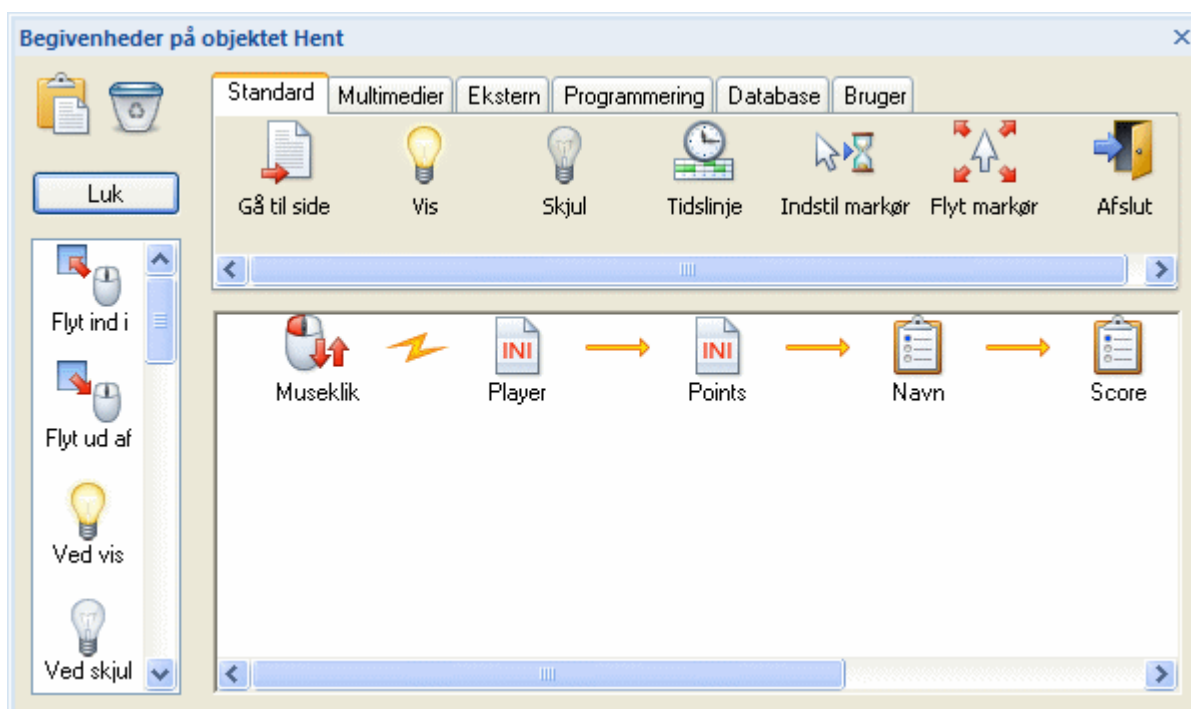 Begivenheder på objektet Hent
Standard Multimedier Ekstern Programmering Database Bruger
Luk
Gå til side Vis Skjul Tidslinje Indstil markør Flyt markør Afslut
Flyt ind i
Flyt ud af
Ved vis
Ved skjul
INI INI
Museklik Player Points Navn Score